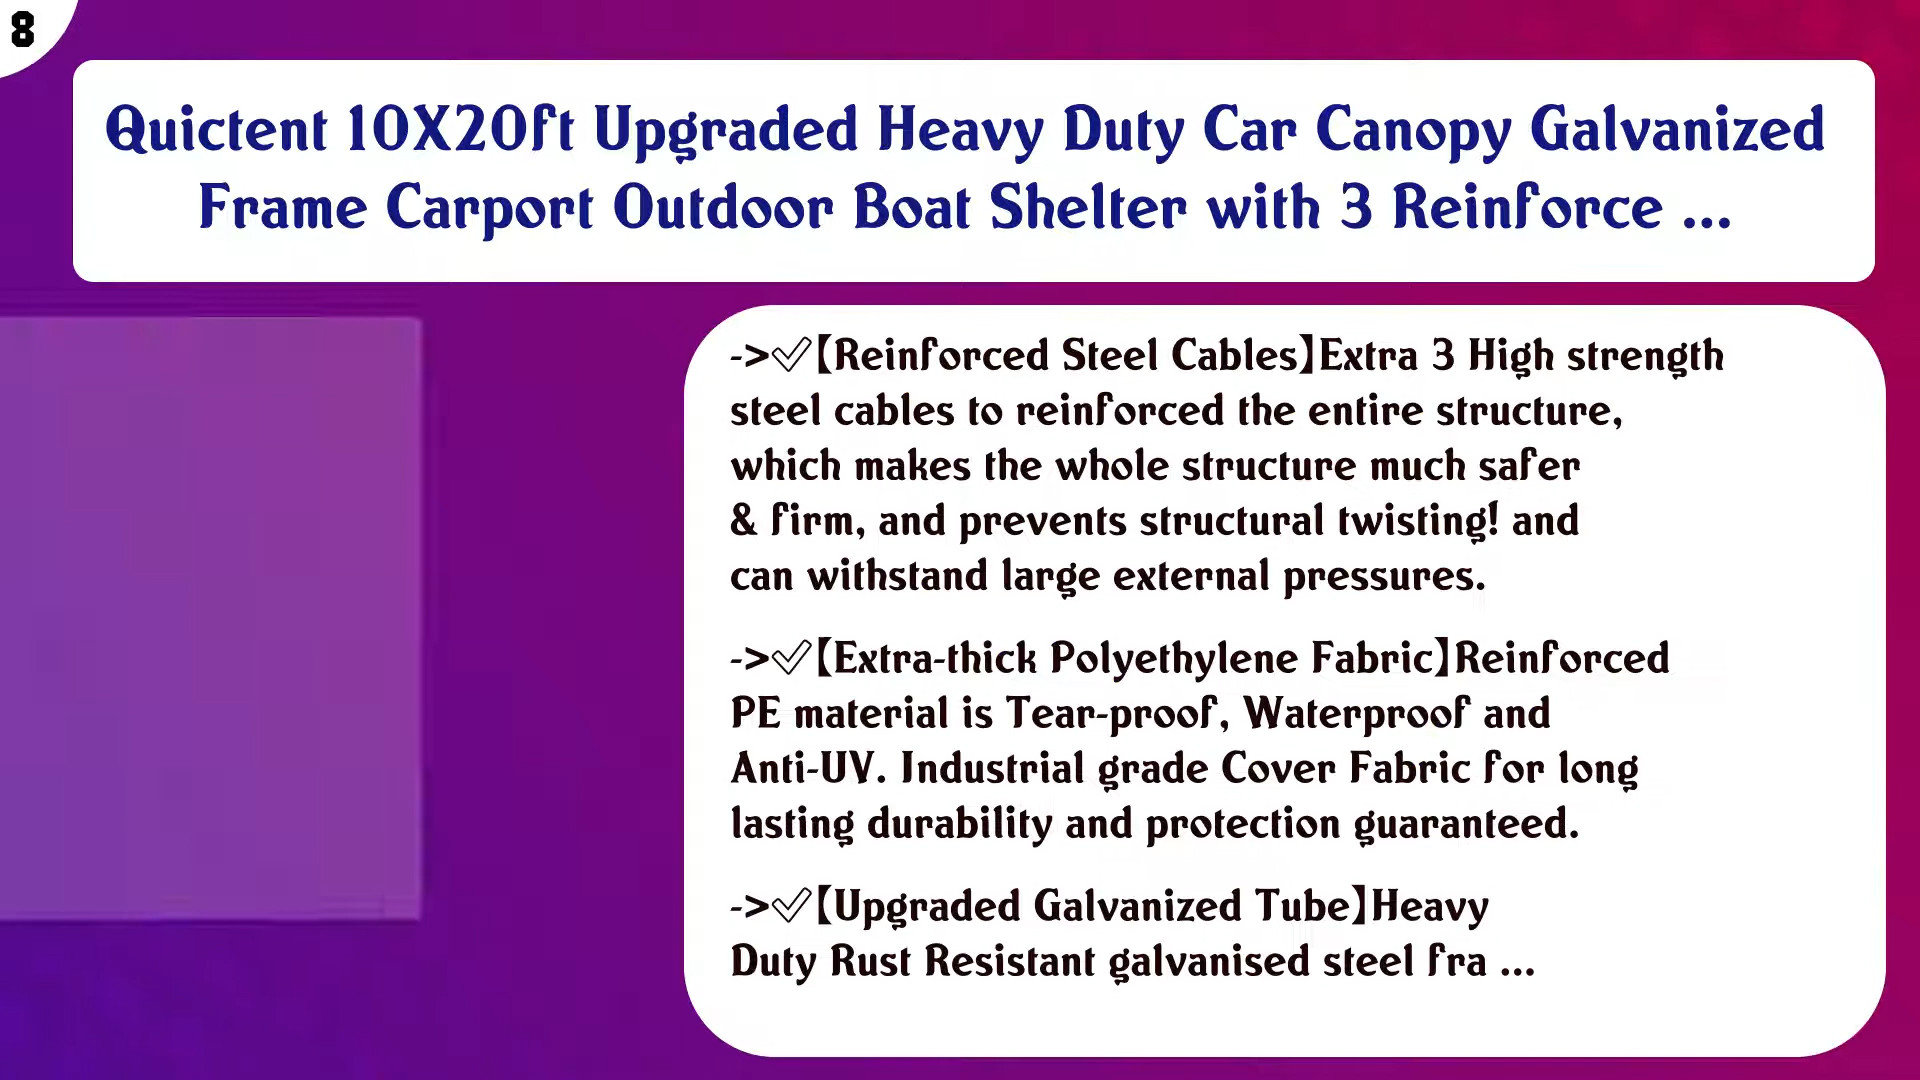 8
Quictent 10X20ft Upgraded Heavy Duty Car Canopy Galvanized
Frame Carport Outdoor Boat Shelter with 3 Reinforce ...
->✅【Reinforced Steel Cables】Extra 3 High strength
steel cables to reinforced the entire structure,
which makes the whole structure much safer
& firm, and prevents structural twisting! and
can withstand large external pressures.
->✅【Extra-thick Polyethylene Fabric】Reinforced
PE material is Tear-proof, Waterproof and
Anti-UV. Industrial grade Cover Fabric for long
lasting durability and protection guaranteed.
->✅【Upgraded Galvanized Tube】Heavy
Duty Rust Resistant galvanised steel fra ...